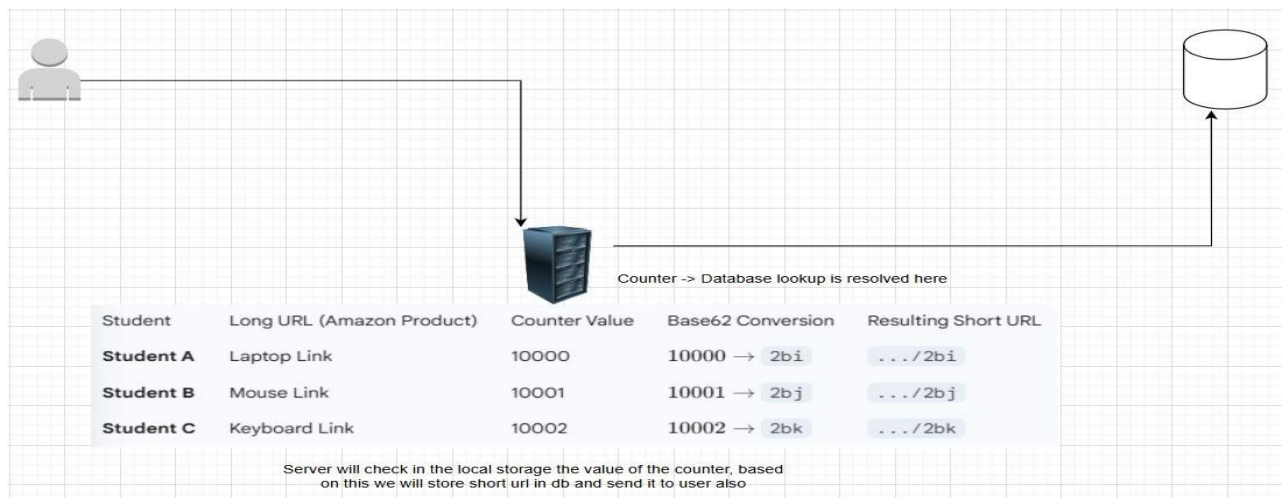 Counter -> Database lookup is resolved here
Student Long URL (Amazon Product) Counter Value Base62 Conversion Resulting Short URL
Student A Laptop Link 10000 10000 → 2bi .../2bi
Student B Mouse Link 10001 10001 → 2bj .../2bj
Student C Keyboard Link 10002 10002 → 2bk .../2bk
Server will check in the local storage the value of the counter, based
on this we will store short url in db and send it to user also